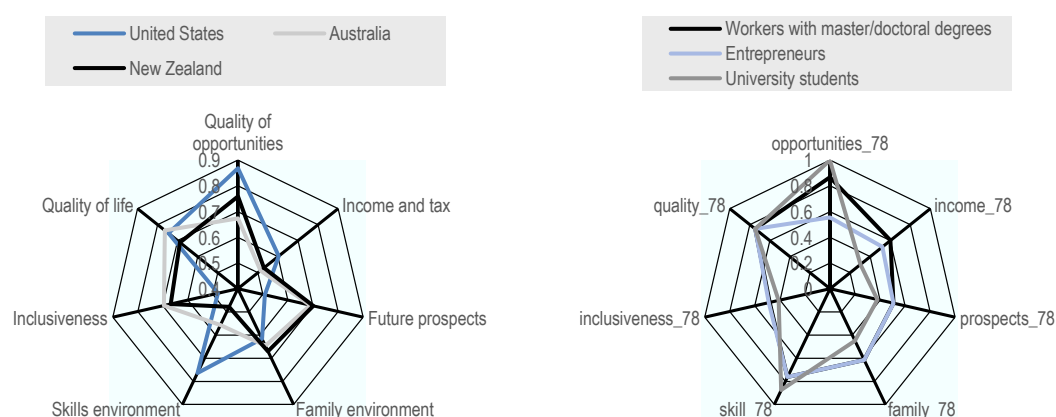 United States
Australia
New Zealand
Quality of
opportunities
0.9
0.8
0.7
0.6
0.5
0.4
Quality of life
Income and tax
Inclusiveness
Future prospects
Skills environment
Family environment
Workers with master/doctoral degrees
Entrepreneurs
University students
opportunities_78
1
0.8
0.6
0.4
0.2
0
quality_78
income_78
inclusiveness_78
prospects_78
skill_78
family_78